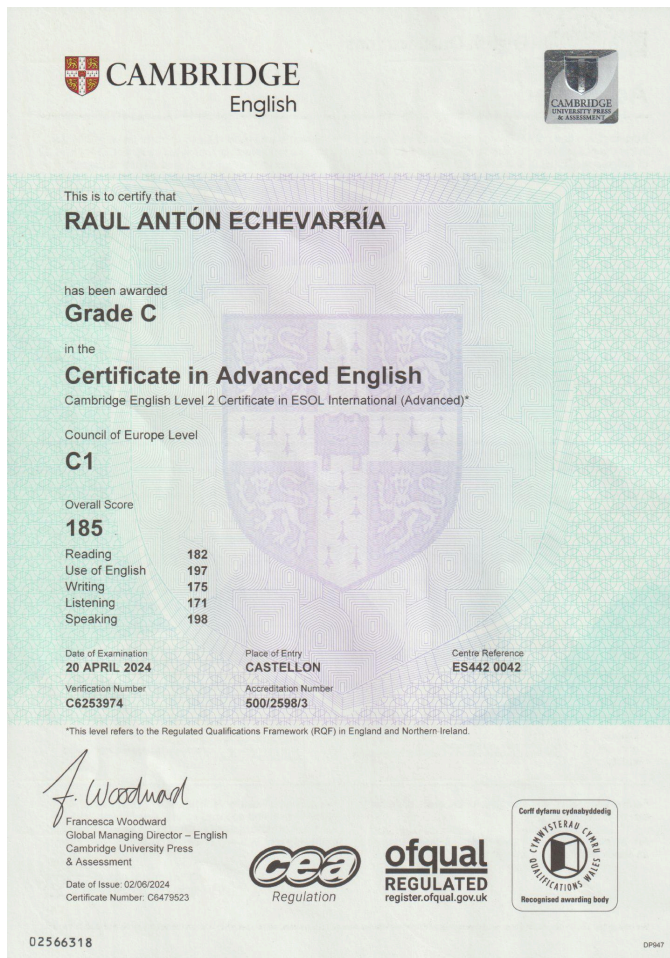 CAMBRIDGE
English
CAMBRIDGE
UNIVERSITY PRESS
& ASSESSMENT
This is to certify that
RAUL ANTÓN ECHEVARRÍA
has been awarded
Grade C
in the
Certificate in Advanced English
Cambridge English Level 2 Certificate in ESOL International (Advanced)*
Council of Europe Level
C1
Overall Score
185
Reading 182
Use of English 197
Writing 175
Listening 171
Speaking 198
Date of Examination Place of Entry Centre Reference
20 APRIL 2024 CASTELLON ES442 0042
Verification Number Accreditation Number
C6253974 500/2598/3
*This level refers to the Regulated Qualifications Framework (RQF) in England and Northern Ireland.
F. Woodward
Francesca Woodward
Global Managing Director – English
Cambridge University Press
& Assessment
Date of Issue: 02/06/2024
Certificate Number: C6479523
cea
Regulation
ofqual
REGULATED
register.ofqual.gov.uk
Corff dyfarnu cydnabyddedig
CYMWYSTERAU CYMRU
QUALIFICATIONS WALES
Recognised awarding body
02566318
DP947